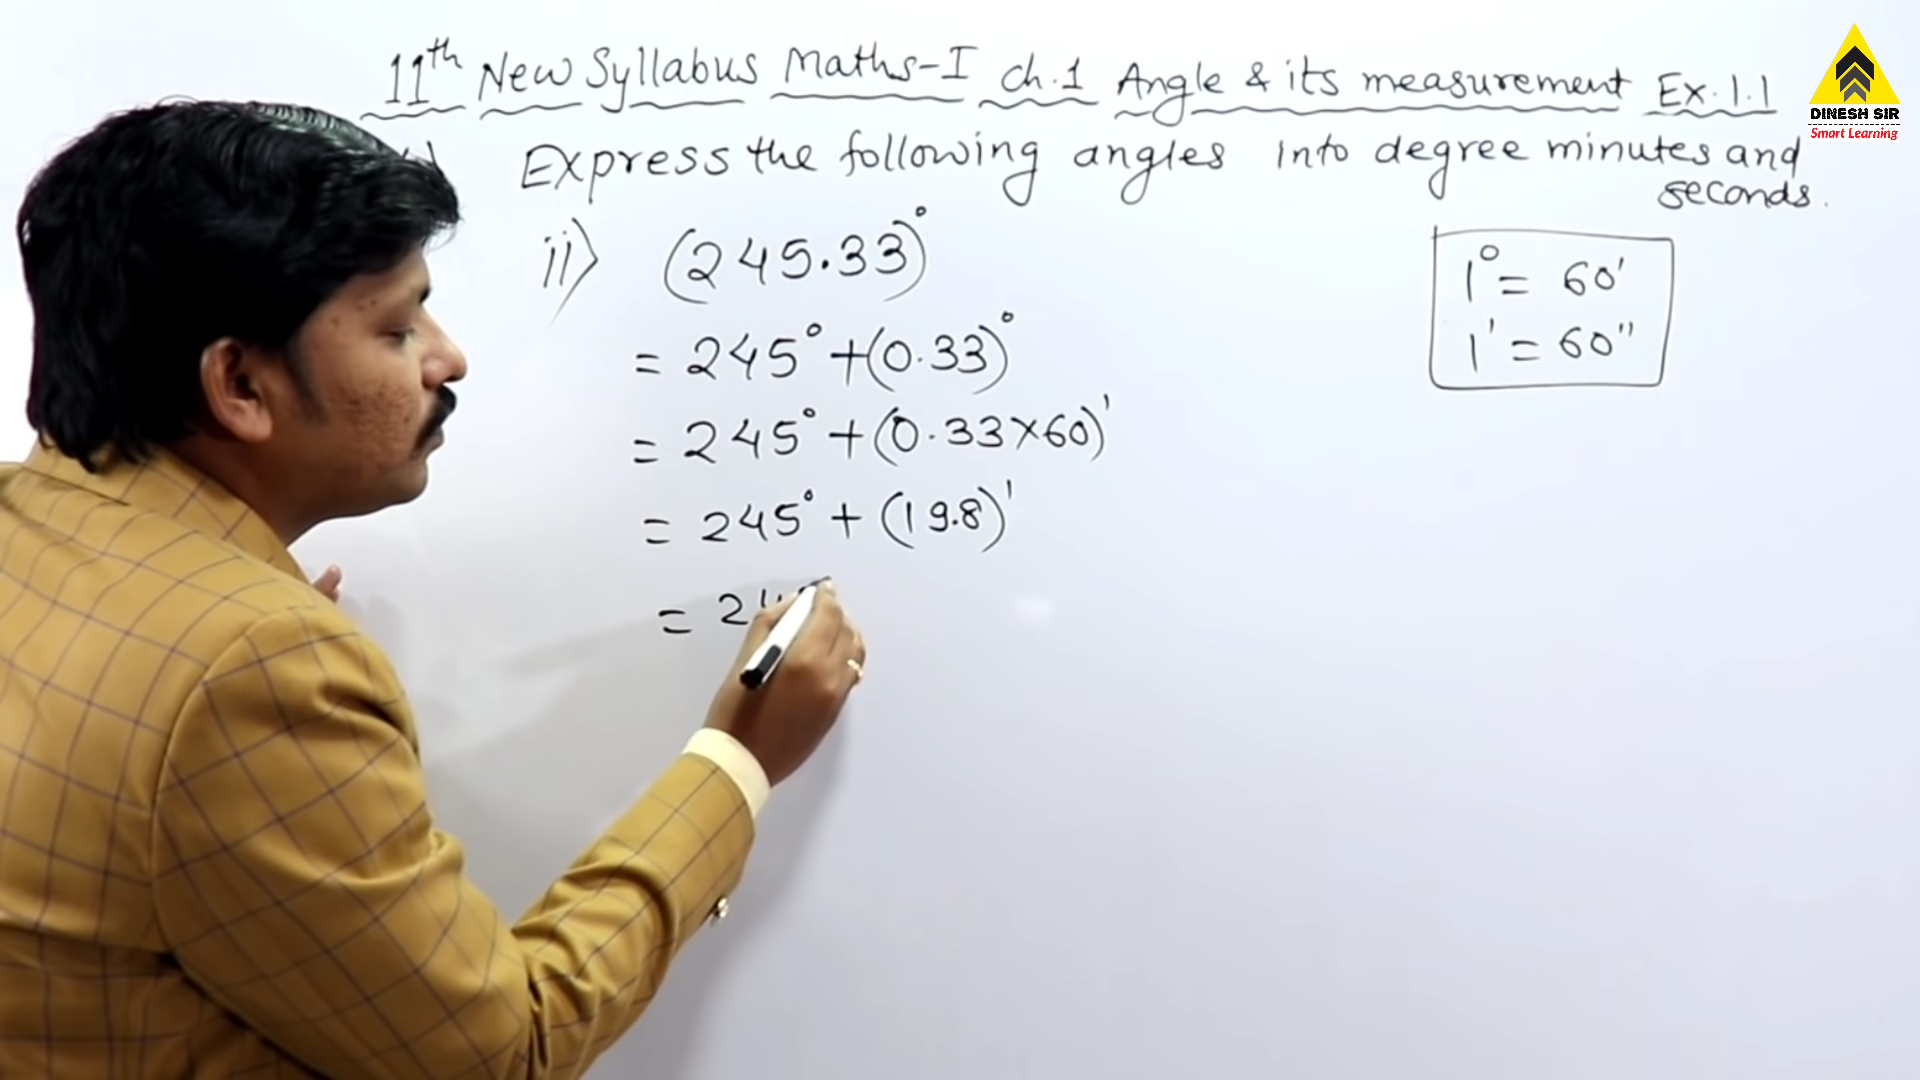 11th New Syllabus Maths-I ch.1 Angle & its measurement Ex.1.1
DINESH SIR
Smart Learning
Express the following angles into degree minutes and
seconds.
ii) (245.33)°
= 245° + (0.33)°
= 245° + (0.33×60)'
= 245° + (19.8)'
= 24
1° = 60'
1' = 60"